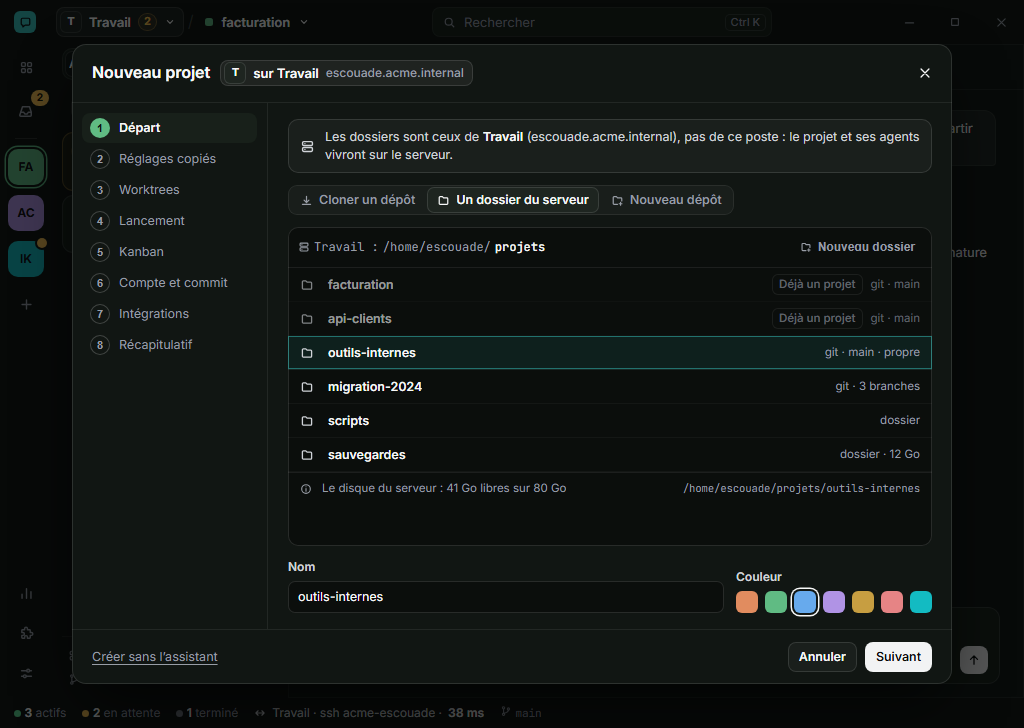 T Travail 2
/ facturation
Rechercher
Ctrl K
2
FA
AC
IK
Nouveau projet
T sur Travail escouade.acme.internal
1 Départ
2 Réglages copiés
3 Worktrees
4 Lancement
5 Kanban
6 Compte et commit
7 Intégrations
8 Récapitulatif
Les dossiers sont ceux de Travail (escouade.acme.internal), pas de ce poste : le projet et ses agents
vivront sur le serveur.
Cloner un dépôt
Un dossier du serveur
Nouveau dépôt
Travail : /home/escouade/ projets
Nouveau dossier
facturation Déjà un projet git · main
api-clients Déjà un projet git · main
outils-internes git · main · propre
migration-2024 git · 3 branches
scripts dossier
sauvegardes dossier · 12 Go
Le disque du serveur : 41 Go libres sur 80 Go
/home/escouade/projets/outils-internes
Nom
outils-internes
Couleur
Créer sans l'assistant
Annuler
Suivant
3 actifs 2 en attente 1 terminé Travail · ssh acme-escouade · 38 ms main